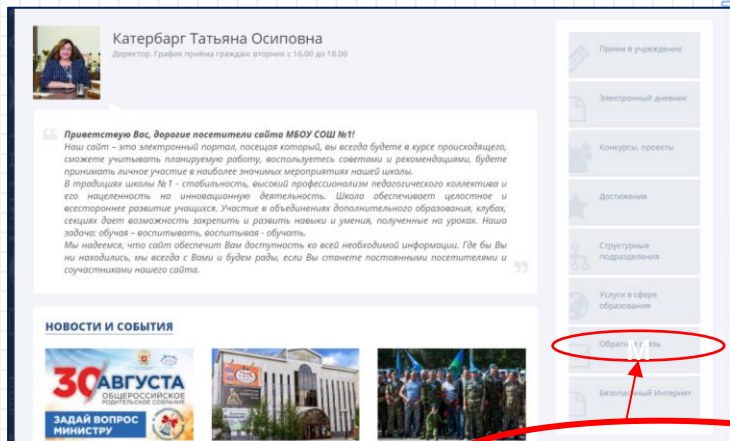 Катербарг Татьяна Осиповна
Директор. График приёма граждан: вторник с 16.00 до 18.00
Приветствую Вас, дорогие посетители сайта МБОУ СОШ №1!
Наш сайт – это электронный портал, посещая который, вы всегда будете в курсе происходящего,
сможете учитывать планируемую работу, воспользуетесь советами и рекомендациями, будете
принимать личное участие в наиболее значимых мероприятиях нашей школы.
В традициях школы №1 - стабильность, высокий профессионализм педагогического коллектива и
его нацеленность на инновационную деятельность. Школа обеспечивает целостное и
всестороннее развитие учащихся. Участие в объединениях дополнительного образования, клубах,
секциях дает возможность закрепить и развить навыки и умения, полученные на уроках. Наша
задача: обучая – воспитывать, воспитывая - обучать.
Мы надеемся, что сайт обеспечит Вам доступность ко всей необходимой информации. Где бы Вы
ни находились, мы всегда с Вами и будем рады, если Вы станете постоянными посетителями и
соучастниками нашего сайта.
НОВОСТИ И СОБЫТИЯ
30 АВГУСТА
ОБЩЕРОССИЙСКОЕ
РОДИТЕЛЬСКОЕ СОБРАНИЕ
ЗАДАЙ ВОПРОС
МИНИСТРУ
Прием в учреждение
Электронный дневник
Конкурсы, проекты
Достижения
Структурные
подразделения
Услуги в сфере
образования
Обратная связь
М
Безопасный Интернет